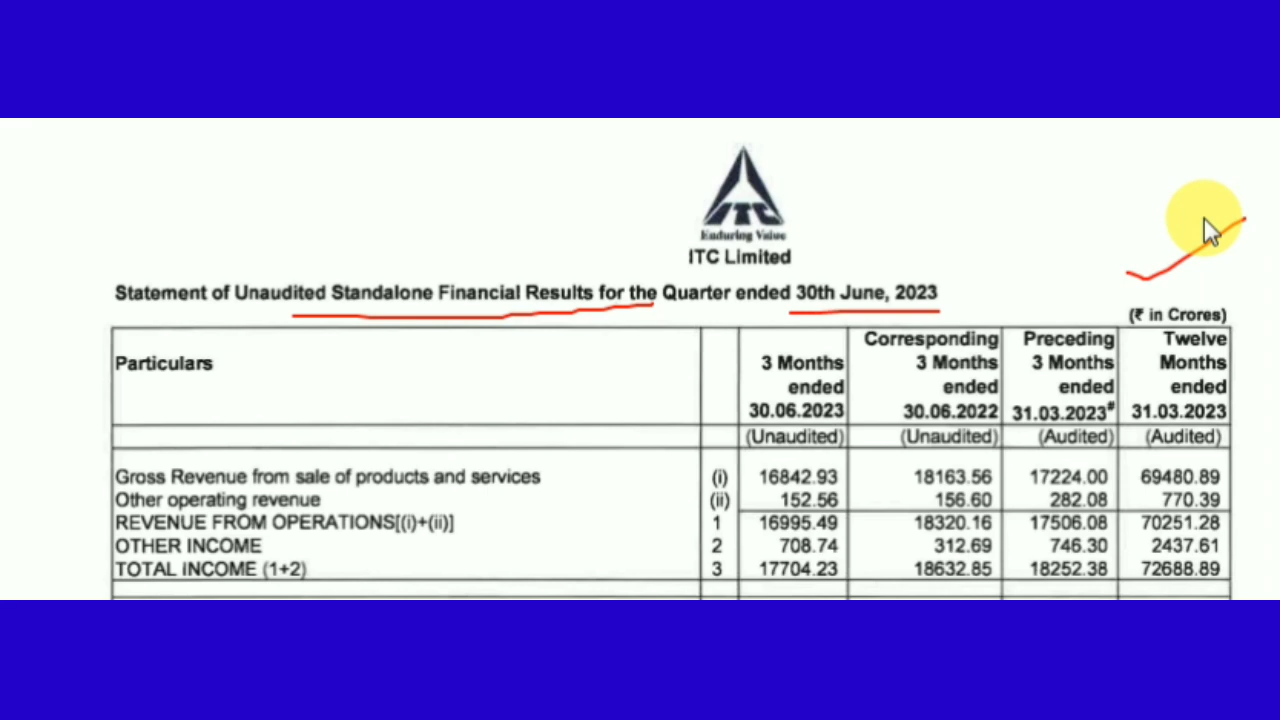 ITC
Enduring Value
ITC Limited
Statement of Unaudited Standalone Financial Results for the Quarter ended 30th June, 2023
(₹ in Crores)
Particulars 3 Months ended 30.06.2023 Corresponding 3 Months ended 30.06.2022 Preceding 3 Months ended 31.03.2023# Twelve Months ended 31.03.2023
(Unaudited) (Unaudited) (Audited) (Audited)
Gross Revenue from sale of products and services (i) 16842.93 18163.56 17224.00 69480.89
Other operating revenue (ii) 152.56 156.60 282.08 770.39
REVENUE FROM OPERATIONS[(i)+(ii)] 1 16995.49 18320.16 17506.08 70251.28
OTHER INCOME 2 708.74 312.69 746.30 2437.61
TOTAL INCOME (1+2) 3 17704.23 18632.85 18252.38 72688.89